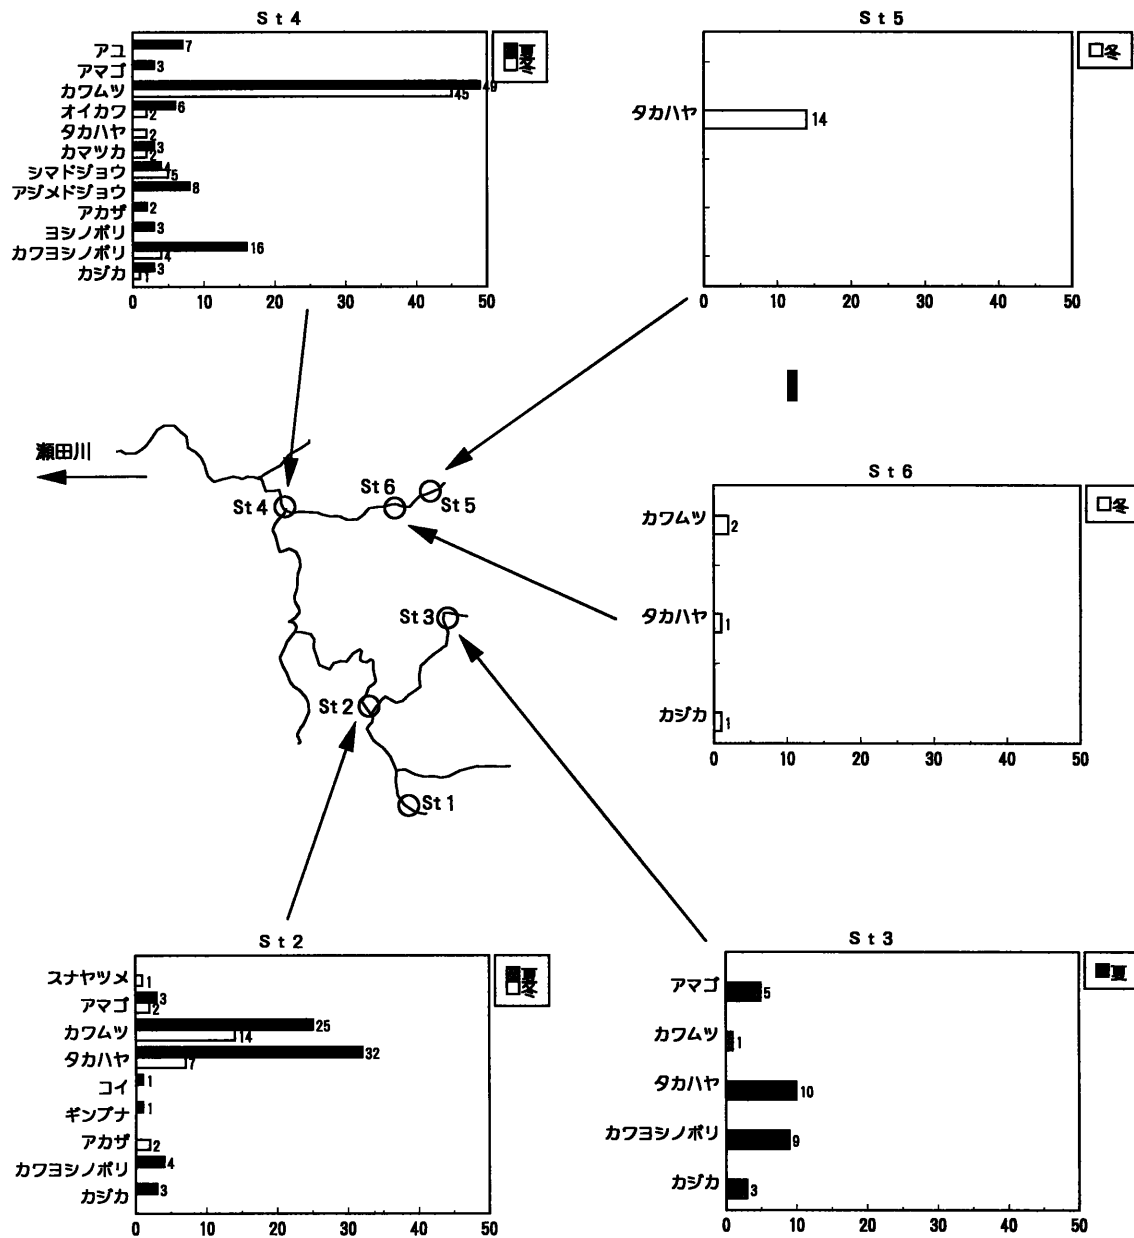 St4
夏
冬
アユ 7
アマゴ 3
カワムツ 49
45
オイカワ 6
2
タカハヤ 2
カマツカ 3
2
シマドジョウ 4
5
アジメドジョウ 8
アカザ 2
ヨシノボリ 3
カワヨシノボリ 16
4
カジカ 3
1
0 10 20 30 40 50
St5
冬
タカハヤ 14
0 10 20 30 40 50
瀬田川
St4
St6
St5
St3
St2
St1
St6
冬
カワムツ 2
タカハヤ 1
カジカ 1
0 10 20 30 40 50
St2
夏
冬
スナヤツメ 1
アマゴ 3
2
カワムツ 25
14
タカハヤ 32
7
コイ 1
ギンブナ 1
アカザ 2
カワヨシノボリ 4
カジカ 3
0 10 20 30 40 50
St3
夏
アマゴ 5
カワムツ 1
タカハヤ 10
カワヨシノボリ 9
カジカ 3
0 10 20 30 40 50